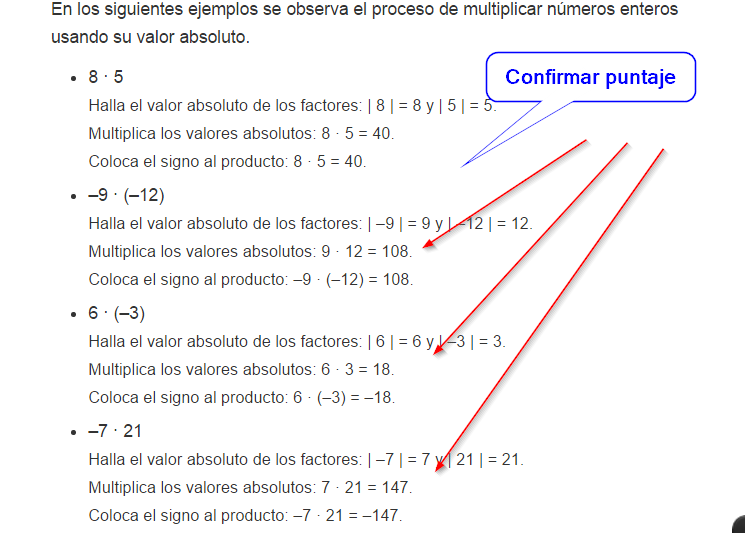 En los siguientes ejemplos se observa el proceso de multiplicar números enteros
usando su valor absoluto.
Confirmar puntaje
• 8 · 5
Halla el valor absoluto de los factores: | 8 | = 8 y | 5 | = 5.
Multiplica los valores absolutos: 8 · 5 = 40.
Coloca el signo al producto: 8 · 5 = 40.
• –9 · (–12)
Halla el valor absoluto de los factores: | –9 | = 9 y | –12 | = 12.
Multiplica los valores absolutos: 9 · 12 = 108.
Coloca el signo al producto: –9 · (–12) = 108.
• 6 · (–3)
Halla el valor absoluto de los factores: | 6 | = 6 y | –3 | = 3.
Multiplica los valores absolutos: 6 · 3 = 18.
Coloca el signo al producto: 6 · (–3) = –18.
• –7 · 21
Halla el valor absoluto de los factores: | –7 | = 7 y | 21 | = 21.
Multiplica los valores absolutos: 7 · 21 = 147.
Coloca el signo al producto: –7 · 21 = –147.